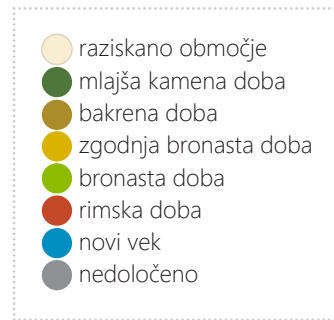 raziskano območje
mlajša kamena doba
bakrena doba
zgodnja bronasta doba
bronasta doba
rimska doba
novi vek
nedoločeno